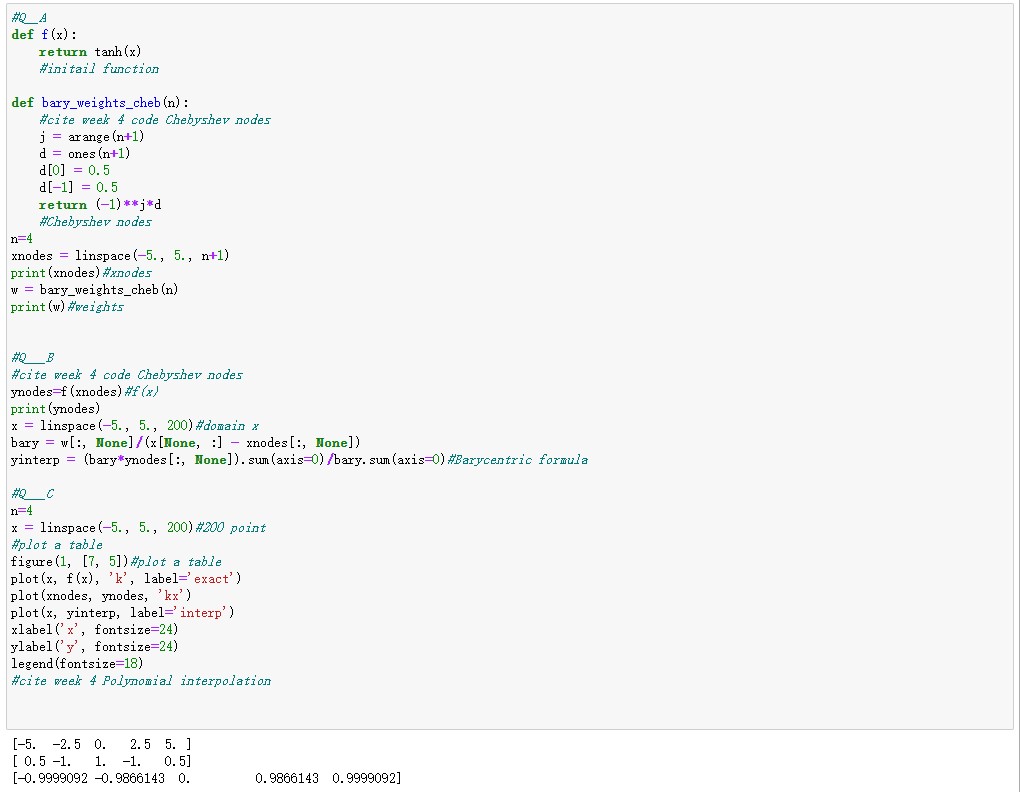 #Q__A
def f(x):
    return tanh(x)
    #initail function

def bary_weights_cheb(n):
    #cite week 4 code Chebyshev nodes
    j = arange(n+1)
    d = ones(n+1)
    d[0] = 0.5
    d[-1] = 0.5
    return (-1)**j*d
    #Chebyshev nodes
n=4
xnodes = linspace(-5., 5., n+1)
print(xnodes)#xnodes
w = bary_weights_cheb(n)
print(w)#weights


#Q___B
#cite week 4 code Chebyshev nodes
ynodes=f(xnodes)#f(x)
print(ynodes)
x = linspace(-5., 5., 200)#domain x
bary = w[:, None]/(x[None, :] - xnodes[:, None])
yinterp = (bary*ynodes[:, None]).sum(axis=0)/bary.sum(axis=0)#Barycentric formula

#Q___C
n=4
x = linspace(-5., 5., 200)#200 point
#plot a table
figure(1, [7, 5])#plot a table
plot(x, f(x), 'k', label='exact')
plot(xnodes, ynodes, 'kx')
plot(x, yinterp, label='interp')
xlabel('x', fontsize=24)
ylabel('y', fontsize=24)
legend(fontsize=18)
#cite week 4 Polynomial interpolation

[-5.  -2.5  0.   2.5  5. ]
[ 0.5 -1.   1.  -1.   0.5]
[-0.9999092 -0.9866143  0.         0.9866143  0.9999092]